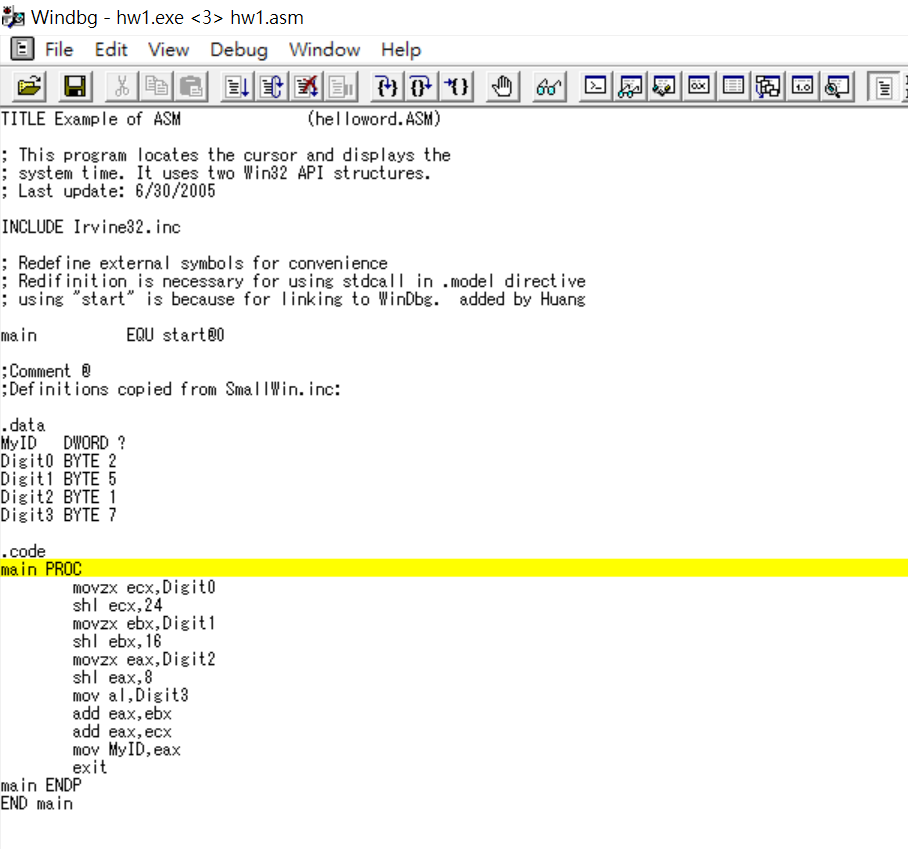 Windbg - hw1.exe <3> hw1.asm
File Edit View Debug Window Help
TITLE Example of ASM (helloword.ASM)
; This program locates the cursor and displays the
; system time. It uses two Win32 API structures.
; Last update: 6/30/2005
INCLUDE Irvine32.inc
; Redefine external symbols for convenience
; Redifinition is necessary for using stdcall in .model directive
; using "start" is because for linking to WinDbg. added by Huang
main EQU start@0
;Comment @
;Definitions copied from SmallWin.inc:
.data
MyID DWORD ?
Digit0 BYTE 2
Digit1 BYTE 5
Digit2 BYTE 1
Digit3 BYTE 7
.code
main PROC
movzx ecx,Digit0
shl ecx,24
movzx ebx,Digit1
shl ebx,16
movzx eax,Digit2
shl eax,8
mov al,Digit3
add eax,ebx
add eax,ecx
mov MyID,eax
exit
main ENDP
END main